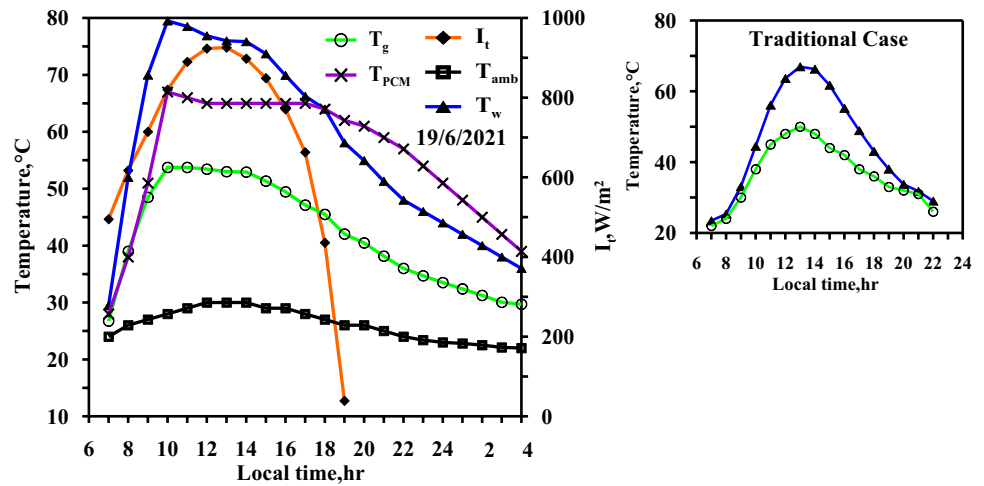 80
70
60
50
40
30
20
10
Temperature,°C
6 8 10 12 14 16 18 20 22 24 2 4
Local time,hr
1000
800
600
400
200
0
It,W/m²
Tg
It
TPCM
Tamb
Tw
19/6/2021
Traditional Case
80
60
40
20
Temperature,°C
6 8 10 12 14 16 18 20 22 24
Local time,hr